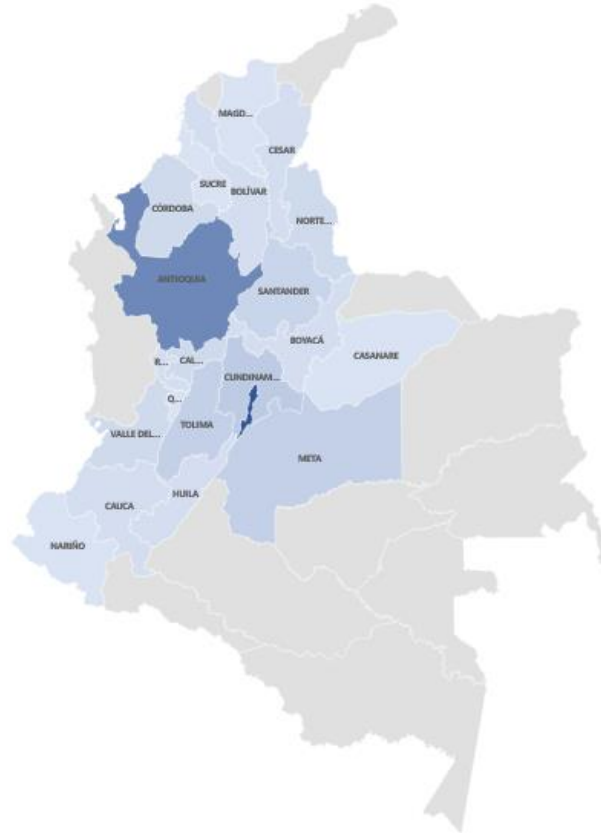 MAGD...
CESAR
SUCRE
BOLÍVAR
CÓRDOBA
NORTE...
ANTIOQUIA
SANTANDER
BOYACÁ
CASANARE
R...
CAL...
CUNDINAM...
Q...
TOLIMA
VALLE DEL...
META
HUILA
CAUCA
NARIÑO